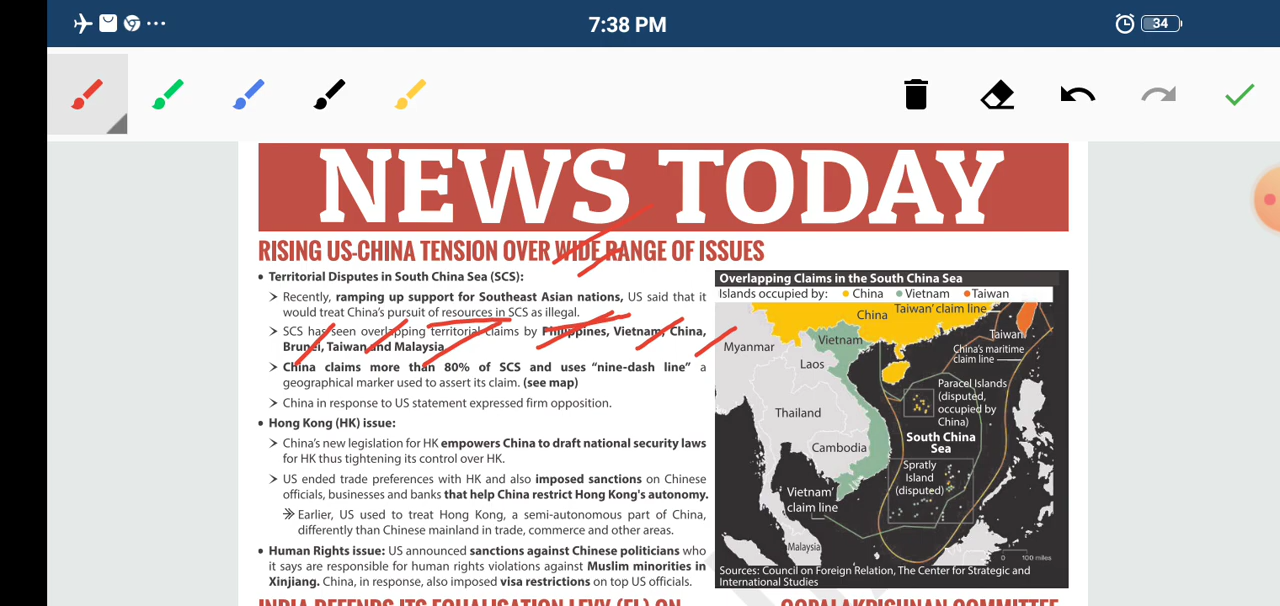 7:38 PM
34
NEWS TODAY
RISING US-CHINA TENSION OVER WIDE RANGE OF ISSUES
• Territorial Disputes in South China Sea (SCS):
➢ Recently, ramping up support for Southeast Asian nations, US said that it
would treat China's pursuit of resources in SCS as illegal.
➢ SCS has seen overlapping territorial claims by Philippines, Vietnam, China,
Brunei, Taiwan and Malaysia
➢ China claims more than 80% of SCS and uses "nine-dash line" a
geographical marker used to assert its claim. (see map)
➢ China in response to US statement expressed firm opposition.
• Hong Kong (HK) issue:
➢ China's new legislation for HK empowers China to draft national security laws
for HK thus tightening its control over HK.
➢ US ended trade preferences with HK and also imposed sanctions on Chinese
officials, businesses and banks that help China restrict Hong Kong's autonomy.
Earlier, US used to treat Hong Kong, a semi-autonomous part of China,
differently than Chinese mainland in trade, commerce and other areas.
• Human Rights issue: US announced sanctions against Chinese politicians who
it says are responsible for human rights violations against Muslim minorities in
Xinjiang. China, in response, also imposed visa restrictions on top US officials.
Overlapping Claims in the South China Sea
Islands occupied by: China Vietnam Taiwan
China
Taiwan' claim line
Taiwan
Myanmar
Vietnam
China's maritime
claim line
Laos
Paracel Islands
(disputed,
occupied by
China)
Thailand
South China
Sea
Cambodia
Spratly
Island
(disputed)
Vietnam'
claim line
Malaysia
0 100 miles
Sources: Council on Foreign Relation, The Center for Strategic and
International Studies
INDIA DEFENDS ITS EQUALISATION LEVY (EL) ON
GOPALAKRISHNAN COMMITTEE